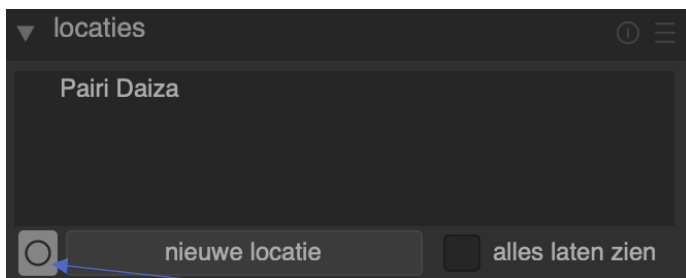 locaties
Pairi Daiza
nieuwe locatie
alles laten zien